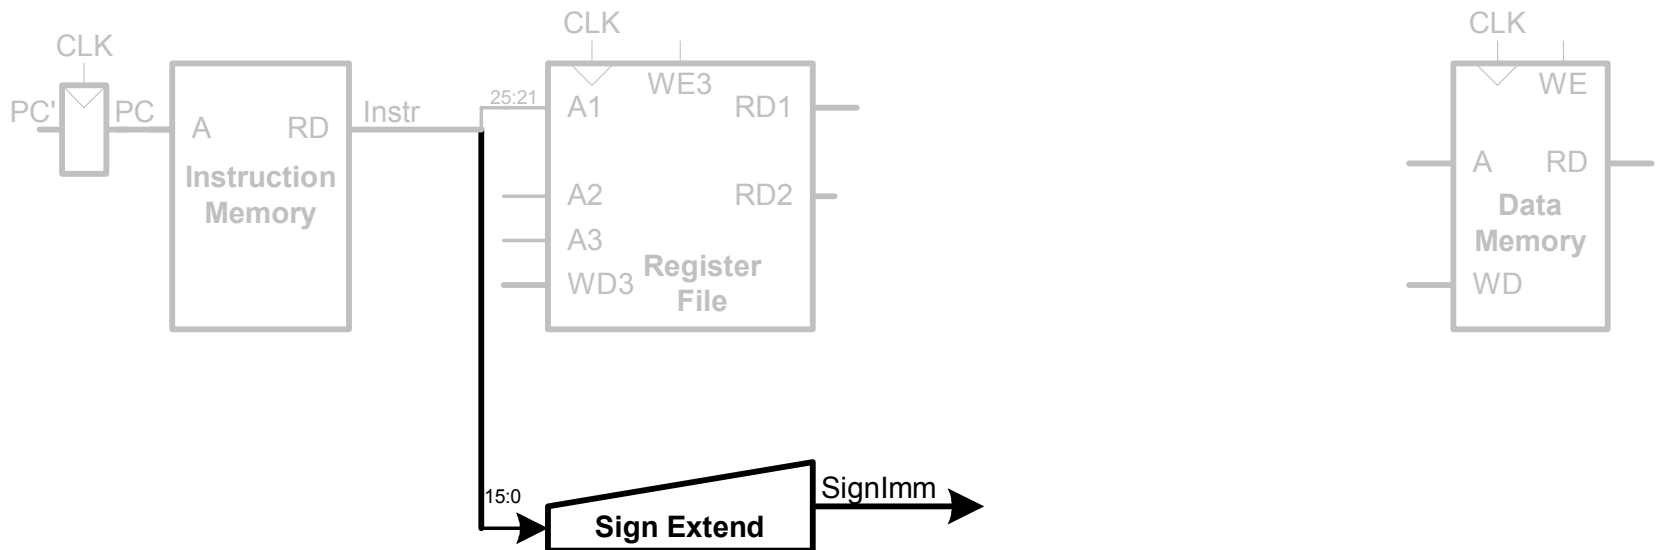 CLK
CLK
CLK
PC'
PC
A
RD
Instruction
Memory
Instr
25:21
A1
WE3
RD1
A2
RD2
A3
WD3
Register
File
WE
A
RD
Data
Memory
WD
15:0
Sign Extend
SignImm